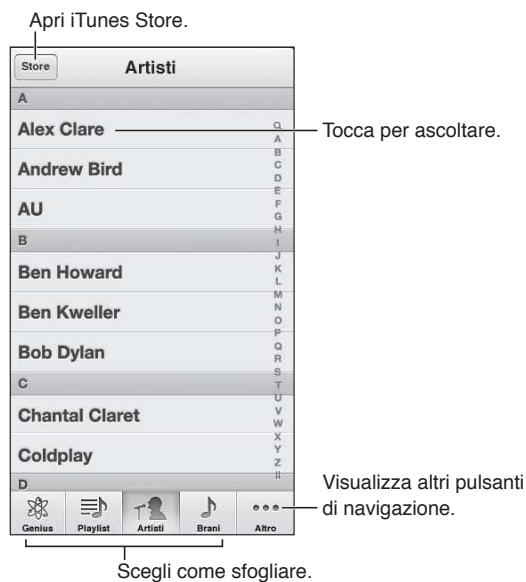 Apri iTunes Store.
Store
Artisti
A
Alex Clare
Tocca per ascoltare.
Andrew Bird
AU
B
Ben Howard
Ben Kweller
Bob Dylan
C
Chantal Claret
Coldplay
D
Q
A
B
C
D
E
F
G
H
I
J
K
L
M
N
O
P
Q
R
S
T
U
V
W
X
Y
Z
#
Genius
Playlist
Artisti
Brani
Altro
Visualizza altri pulsanti
di navigazione.
Scegli come sfogliare.